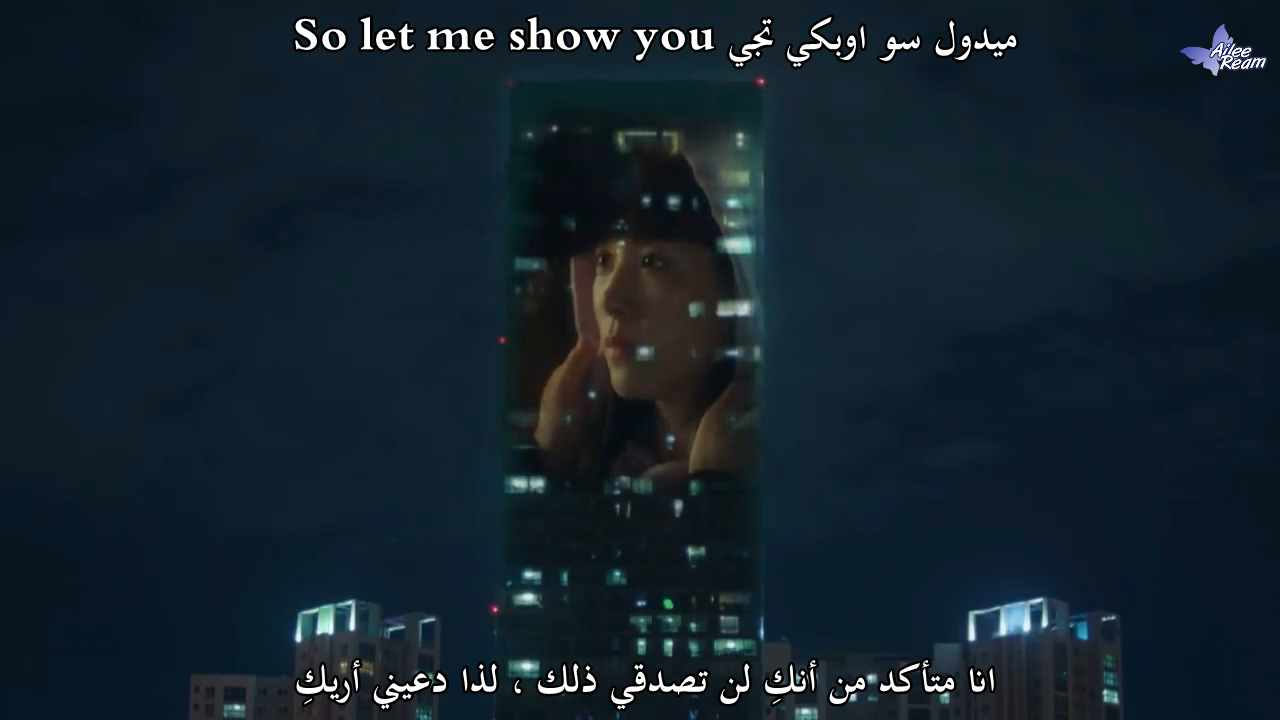 So let me show you ميدول سو اوبكي تجي
Ailee
Ream
انا متأكد من أنكِ لن تصدقي ذلك ، لذا دعيني أريكِ